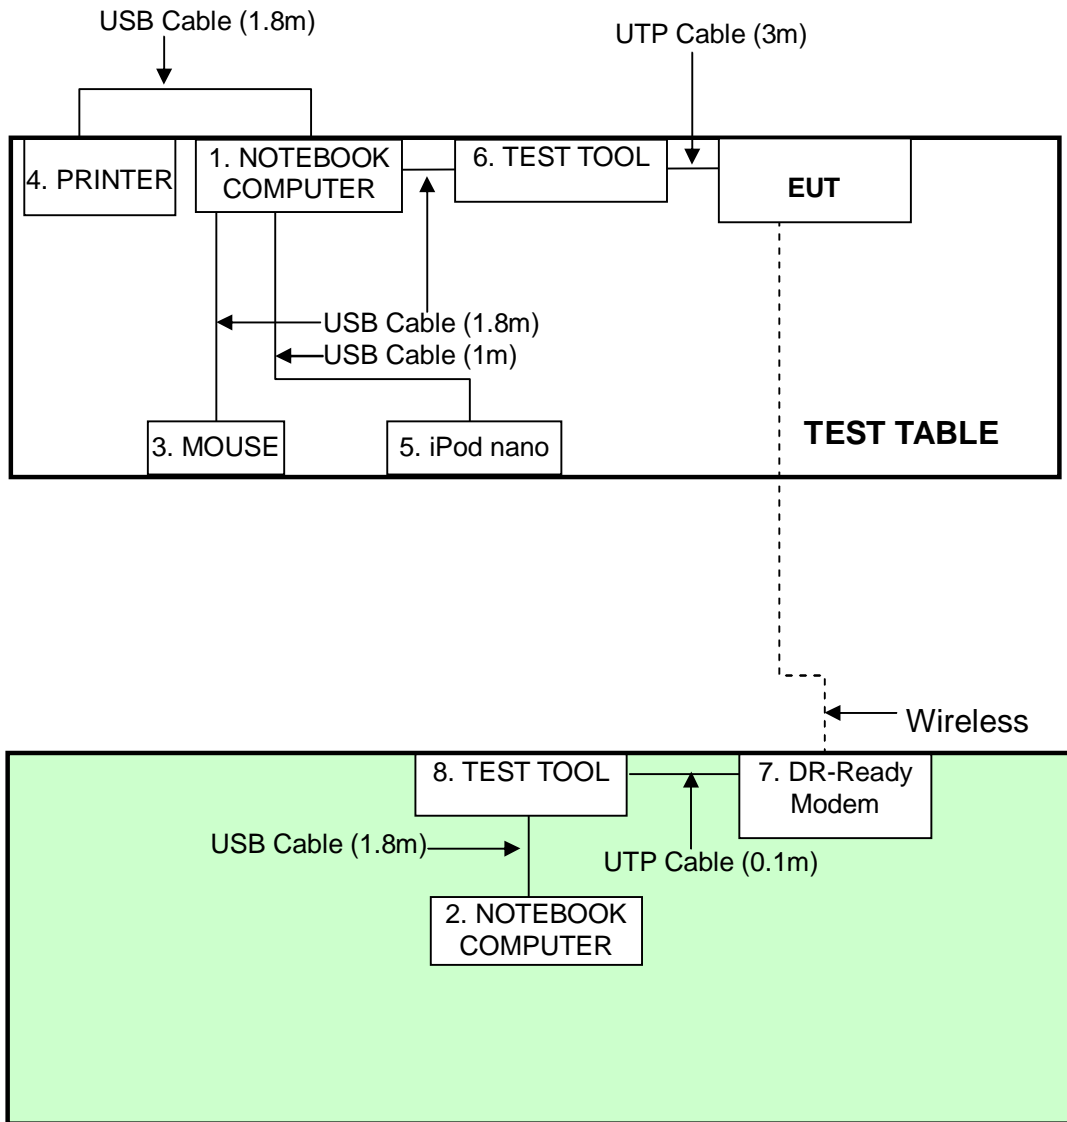 USB Cable (1.8m)
UTP Cable (3m)
4. PRINTER
1. NOTEBOOK
COMPUTER
6. TEST TOOL
EUT
USB Cable (1.8m)
USB Cable (1m)
3. MOUSE
5. iPod nano
TEST TABLE
Wireless
8. TEST TOOL
7. DR-Ready
Modem
USB Cable (1.8m)
UTP Cable (0.1m)
2. NOTEBOOK
COMPUTER